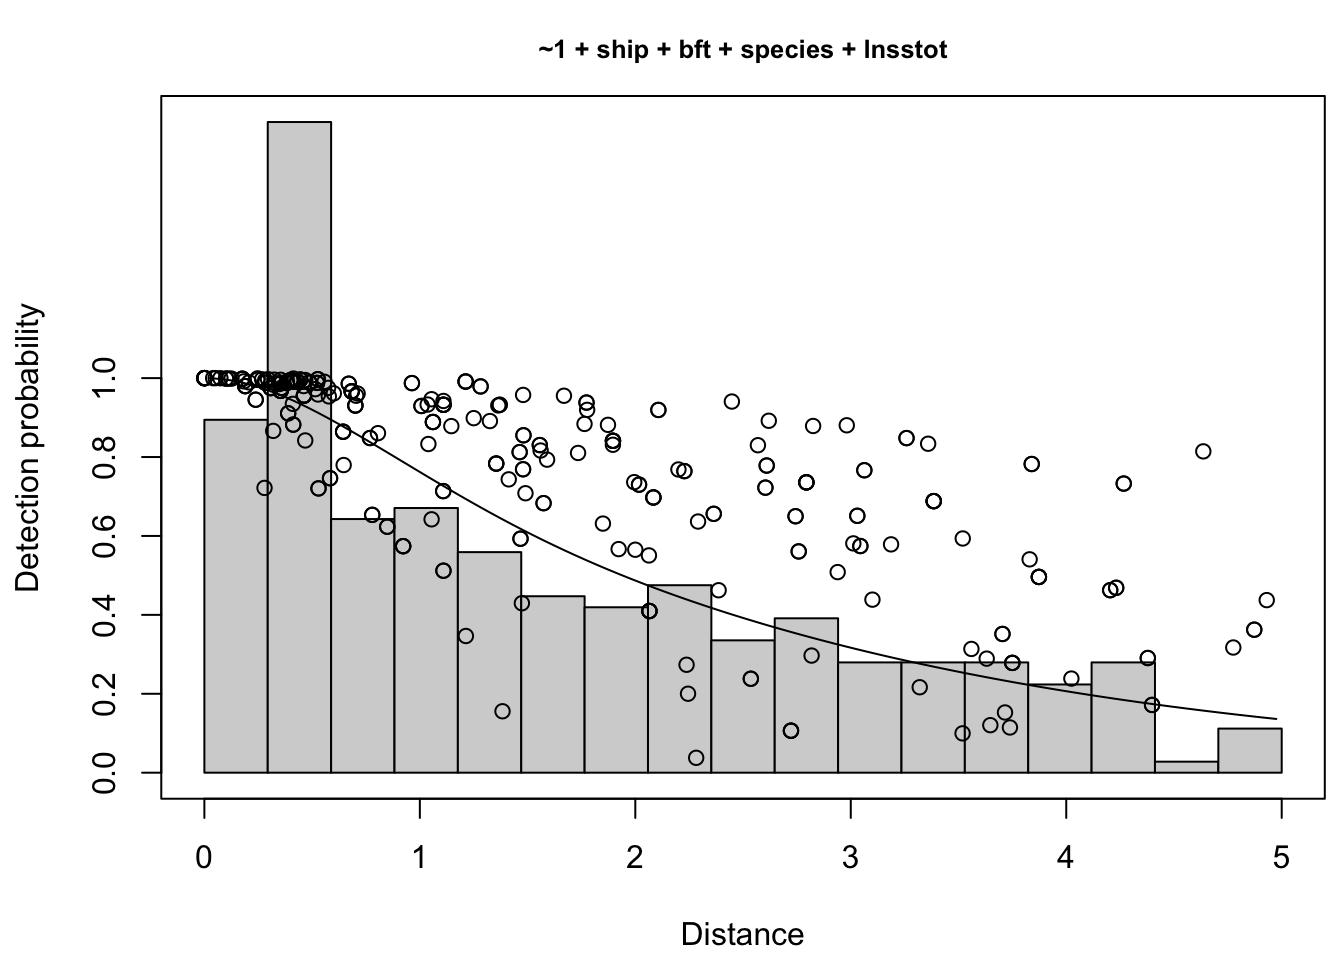 ~1 + ship + bft + species + lnsstot
Detection probability
1.0
0.8
0.6
0.4
0.2
0.0
0 1 2 3 4 5
Distance